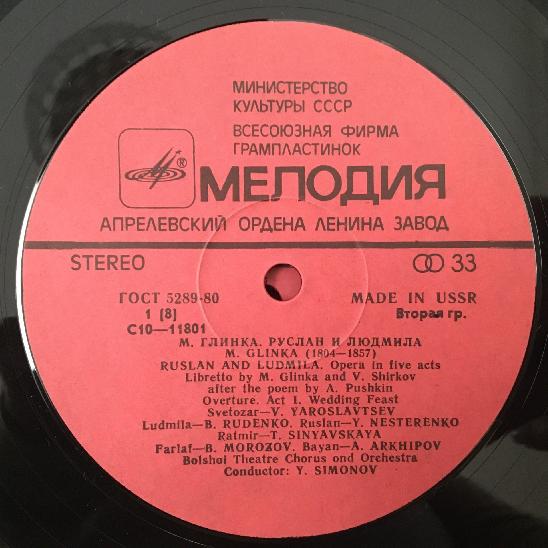 МИНИСТЕРСТВО
КУЛЬТУРЫ СССР
ВСЕСОЮЗНАЯ ФИРМА
ГРАМПЛАСТИНОК
®
МЕЛОДИЯ
АПРЕЛЕВСКИЙ ОРДЕНА ЛЕНИНА ЗАВОД
STEREO 33
ГОСТ 5289-80 MADE IN USSR
1 [8] Вторая гр.
С10—11801
М. ГЛИНКА. РУСЛАН И ЛЮДМИЛА
M. GLINKA (1804—1857)
RUSLAN AND LUDMILA. Opera in five acts
Libretto by M. Glinka and V. Shirkov
after the poem by A. Pushkin
Overture. Act I. Wedding Feast
Svetozar—V. YAROSLAVTSEV
Ludmila—B. RUDENKO, Ruslan—Y. NESTERENKO
Ratmir—T. SINYAVSKAYA
Farlaf—B. MOROZOV, Bayan—A. ARKHIPOV
Bolshoi Theatre Chorus ond Orchestra
Conductor: Y. SIMONOV